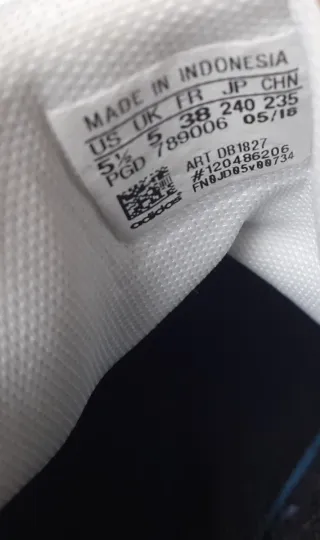 MADE IN INDONESIA
US UK FR JP CHN
5½ 5 38 240 235
PGD 789006 05/18
ART DB1827
#120486206
FN0JD05v00734
adidas